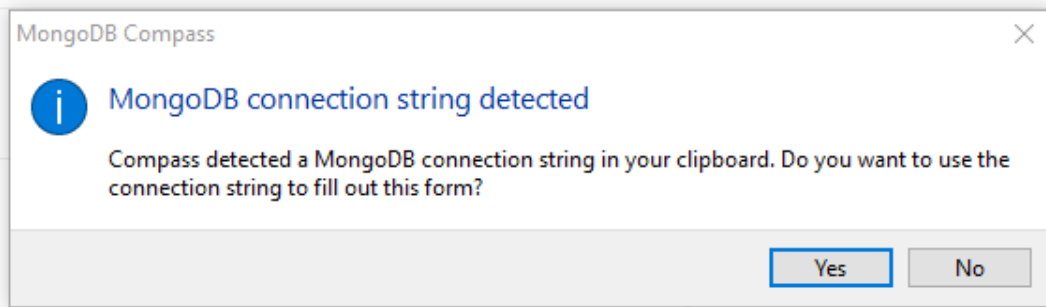 MongoDB Compass
MongoDB connection string detected
Compass detected a MongoDB connection string in your clipboard. Do you want to use the
connection string to fill out this form?
Yes No